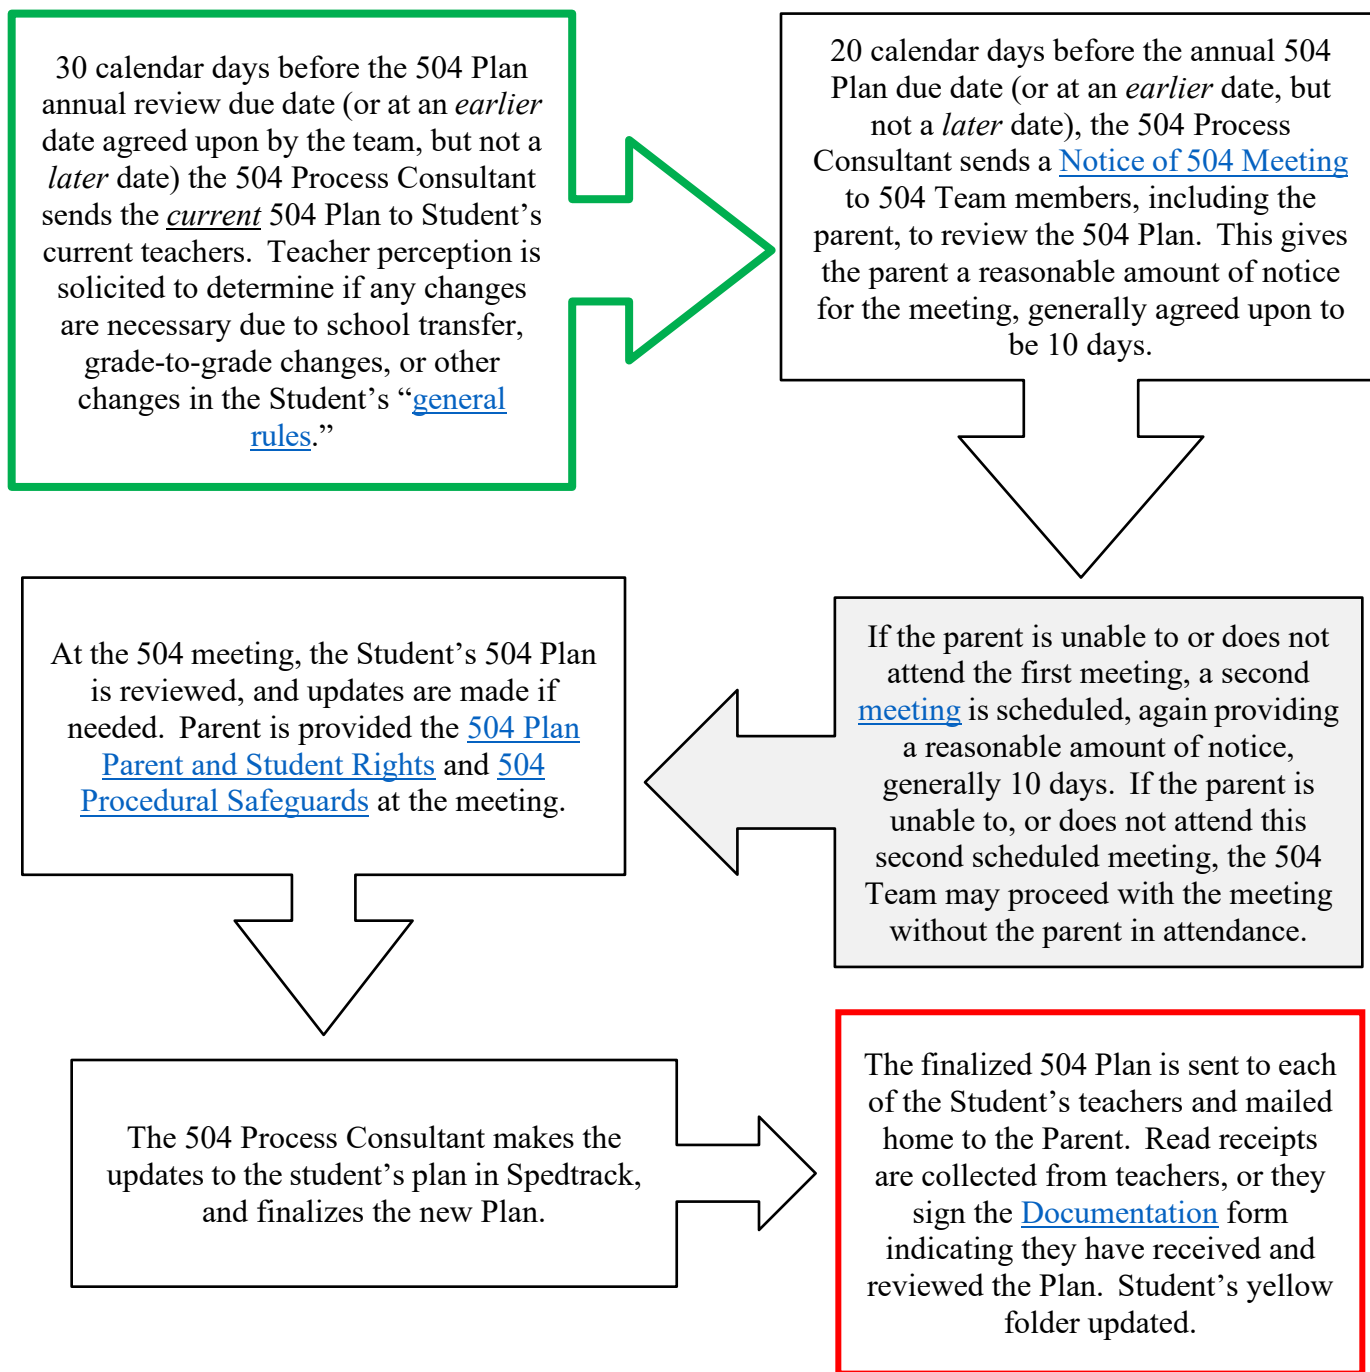 30 calendar days before the 504 Plan
annual review due date (or at an earlier
date agreed upon by the team, but not a
later date) the 504 Process Consultant
sends the current 504 Plan to Student’s
current teachers.  Teacher perception is
solicited to determine if any changes
are necessary due to school transfer,
grade-to-grade changes, or other
changes in the Student’s “general
rules.”
20 calendar days before the annual 504
Plan due date (or at an earlier date, but
not a later date), the 504 Process
Consultant sends a Notice of 504 Meeting
to 504 Team members, including the
parent, to review the 504 Plan.  This gives
the parent a reasonable amount of notice
for the meeting, generally agreed upon to
be 10 days.
If the parent is unable to or does not
attend the first meeting, a second
meeting is scheduled, again providing
a reasonable amount of notice,
generally 10 days.  If the parent is
unable to, or does not attend this
second scheduled meeting, the 504
Team may proceed with the meeting
without the parent in attendance.
At the 504 meeting, the Student’s 504 Plan
is reviewed, and updates are made if
needed.  Parent is provided the 504 Plan
Parent and Student Rights and 504
Procedural Safeguards at the meeting.
The 504 Process Consultant makes the
updates to the student’s plan in Spedtrack,
and finalizes the new Plan.
The finalized 504 Plan is sent to each
of the Student’s teachers and mailed
home to the Parent.  Read receipts
are collected from teachers, or they
sign the Documentation form
indicating they have received and
reviewed the Plan.  Student’s yellow
folder updated.